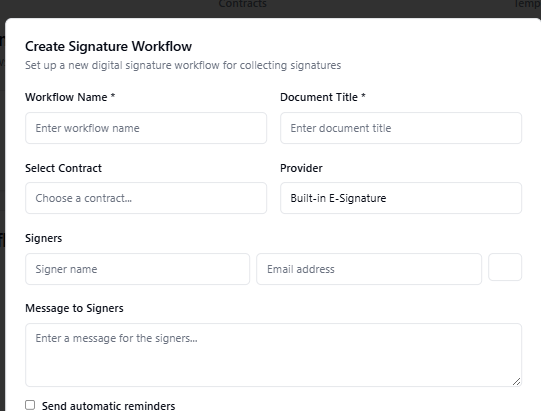 Contracts
Create Signature Workflow
Set up a new digital signature workflow for collecting signatures
Workflow Name * Document Title *
Enter workflow name Enter document title
Select Contract Provider
Choose a contract... Built-in E-Signature
Signers
Signer name Email address
Message to Signers
Enter a message for the signers...
Send automatic reminders